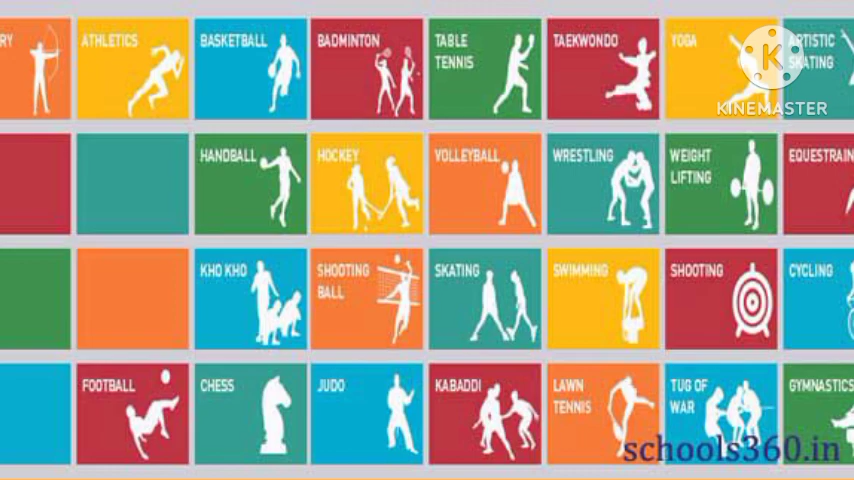 RY
ATHLETICS
BASKETBALL
BADMINTON
TABLE
TENNIS
TAEKWONDO
YOGA
ARTISTIC
SKATING
KINEMASTER
HANDBALL
HOCKEY
VOLLEYBALL
WRESTLING
WEIGHT
LIFTING
EQUESTRAIN
KHO KHO
SHOOTING
BALL
SKATING
SWIMMING
SHOOTING
CYCLING
FOOTBALL
CHESS
JUDO
KABADDI
LAWN
TENNIS
TUG OF
WAR
GYMNASTICS
schools360.in